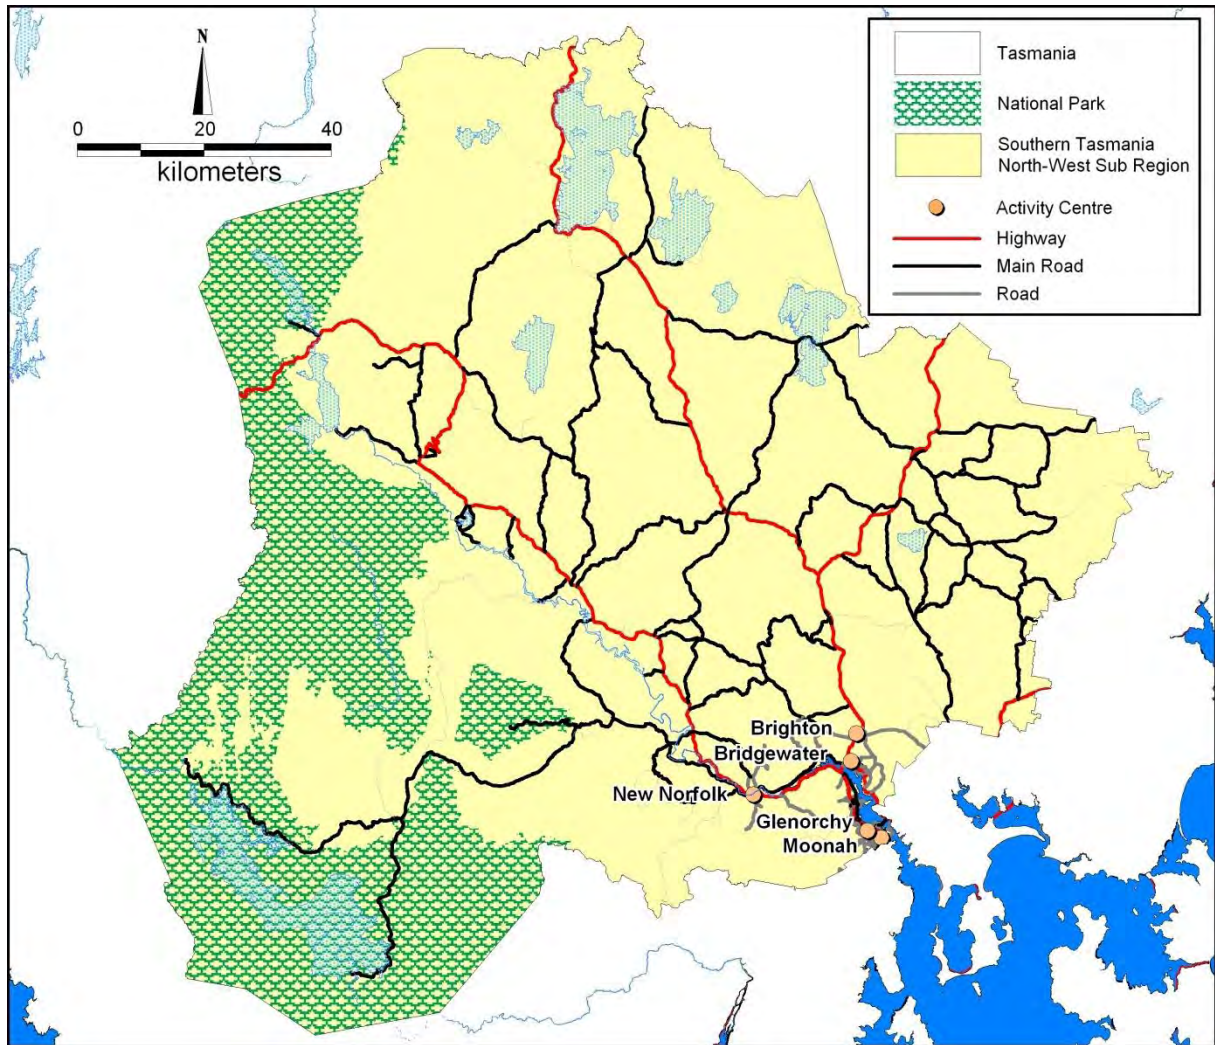 N
0 20 40
kilometers
Tasmania
National Park
Southern Tasmania
North-West Sub Region
Activity Centre
Highway
Main Road
Road
Brighton
Bridgewater
New Norfolk
Glenorchy
Moonah